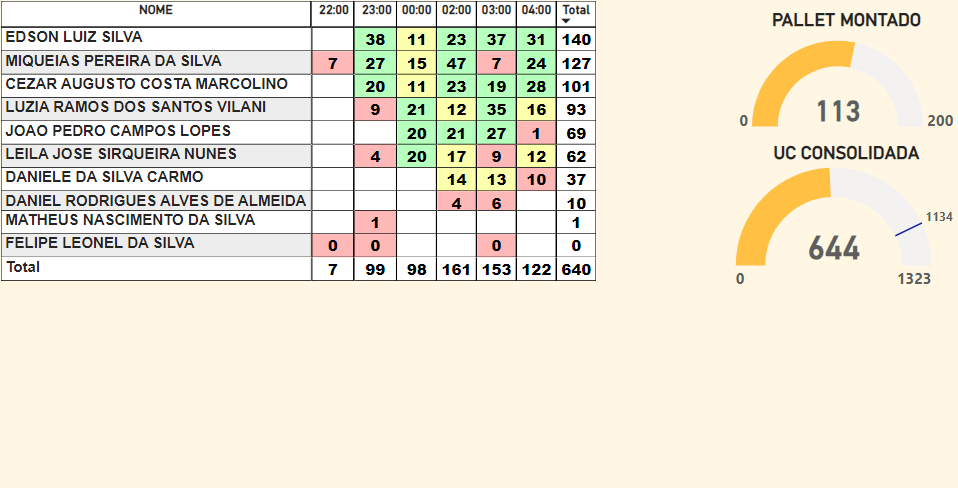 NOME 22:00 23:00 00:00 02:00 03:00 04:00 Total
EDSON LUIZ SILVA 38 11 23 37 31 140
MIQUEIAS PEREIRA DA SILVA 7 27 15 47 7 24 127
CEZAR AUGUSTO COSTA MARCOLINO 20 11 23 19 28 101
LUZIA RAMOS DOS SANTOS VILANI 9 21 12 35 16 93
JOAO PEDRO CAMPOS LOPES 20 21 27 1 69
LEILA JOSE SIRQUEIRA NUNES 4 20 17 9 12 62
DANIELE DA SILVA CARMO 14 13 10 37
DANIEL RODRIGUES ALVES DE ALMEIDA 4 6 10
MATHEUS NASCIMENTO DA SILVA 1 1
FELIPE LEONEL DA SILVA 0 0 0 0
Total 7 99 98 161 153 122 640
PALLET MONTADO
113
0 200
UC CONSOLIDADA
1134
644
0 1323